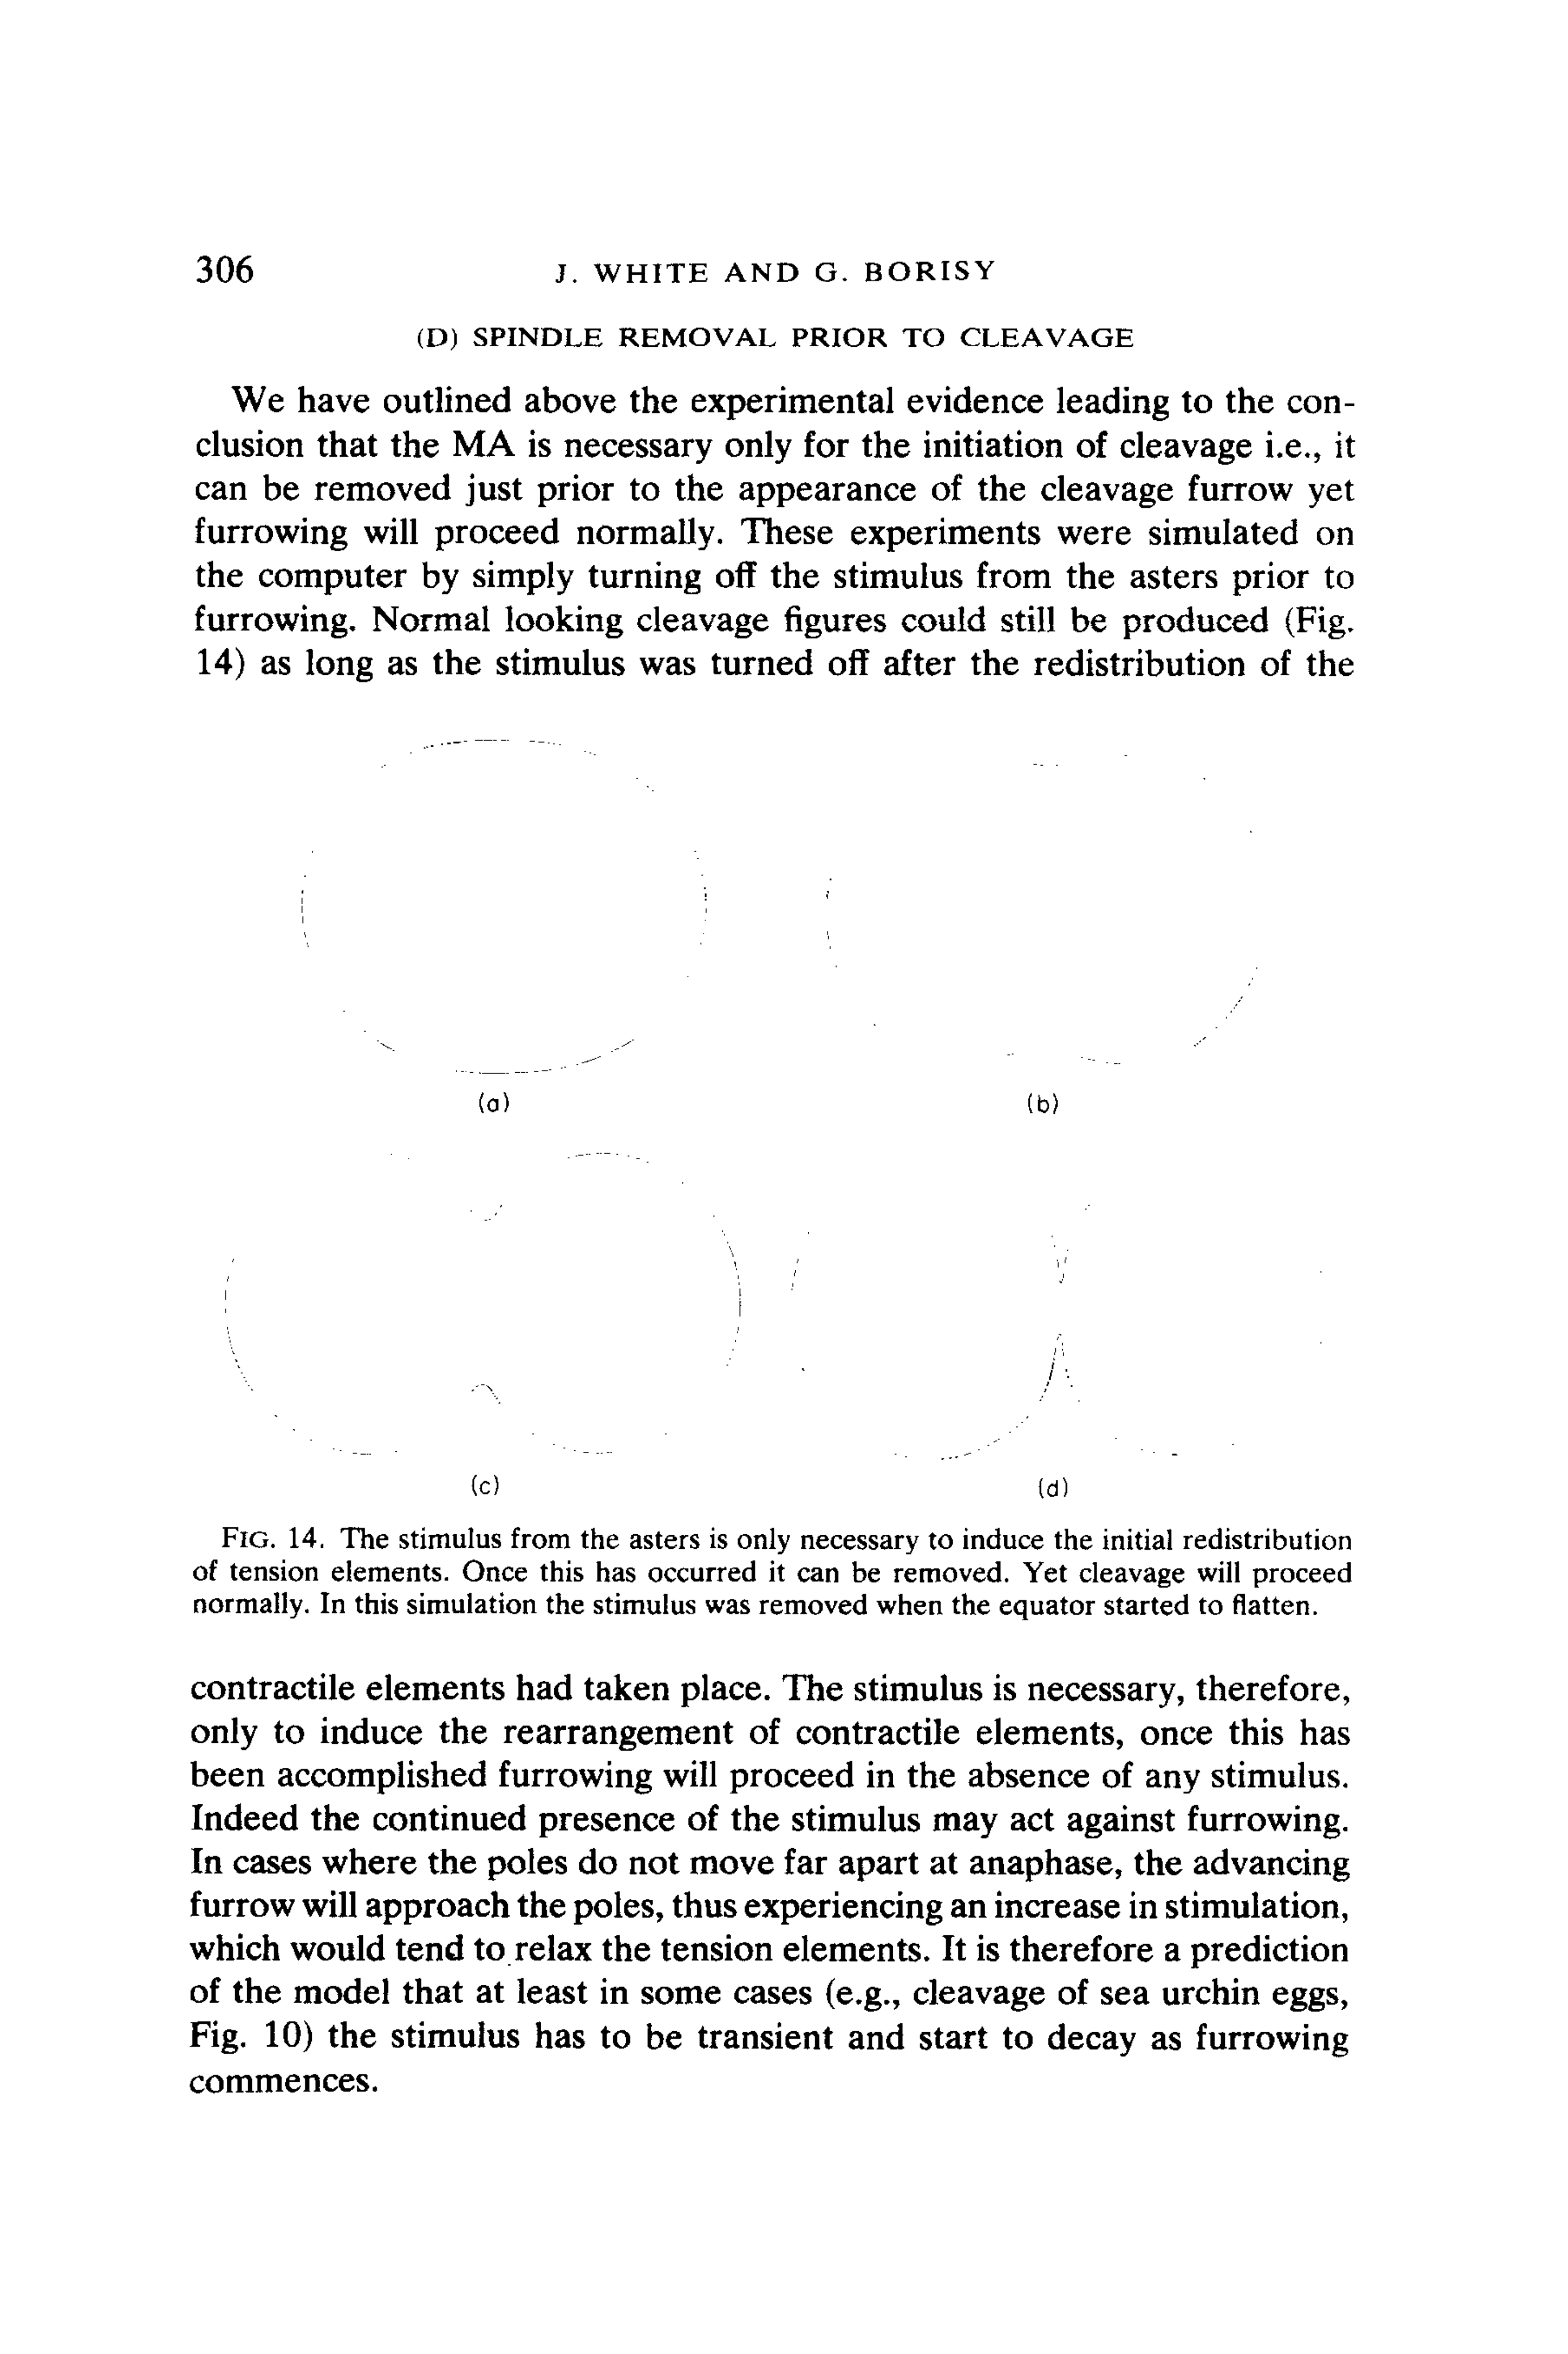 306
J. WHITE AND G. BORISY
(D) SPINDLE REMOVAL PRIOR TO CLEAVAGE
We have outlined above the experimental evidence leading to the con-
clusion that the MA is necessary only for the initiation of cleavage i.e., it
can be removed just prior to the appearance of the cleavage furrow yet
furrowing will proceed normally. These experiments were simulated on
the computer by simply turning off the stimulus from the asters prior to
furrowing. Normal looking cleavage figures could still be produced (Fig.
14) as long as the stimulus was turned off after the redistribution of the
(a)
(b)
(c)
(d)
FIG. 14. The stimulus from the asters is only necessary to induce the initial redistribution
of tension elements. Once this has occurred it can be removed. Yet cleavage will proceed
normally. In this simulation the stimulus was removed when the equator started to flatten.
contractile elements had taken place. The stimulus is necessary, therefore,
only to induce the rearrangement of contractile elements, once this has
been accomplished furrowing will proceed in the absence of any stimulus.
Indeed the continued presence of the stimulus may act against furrowing.
In cases where the poles do not move far apart at anaphase, the advancing
furrow will approach the poles, thus experiencing an increase in stimulation,
which would tend to relax the tension elements. It is therefore a prediction
of the model that at least in some cases (e.g., cleavage of sea urchin eggs,
Fig. 10) the stimulus has to be transient and start to decay as furrowing
commences.